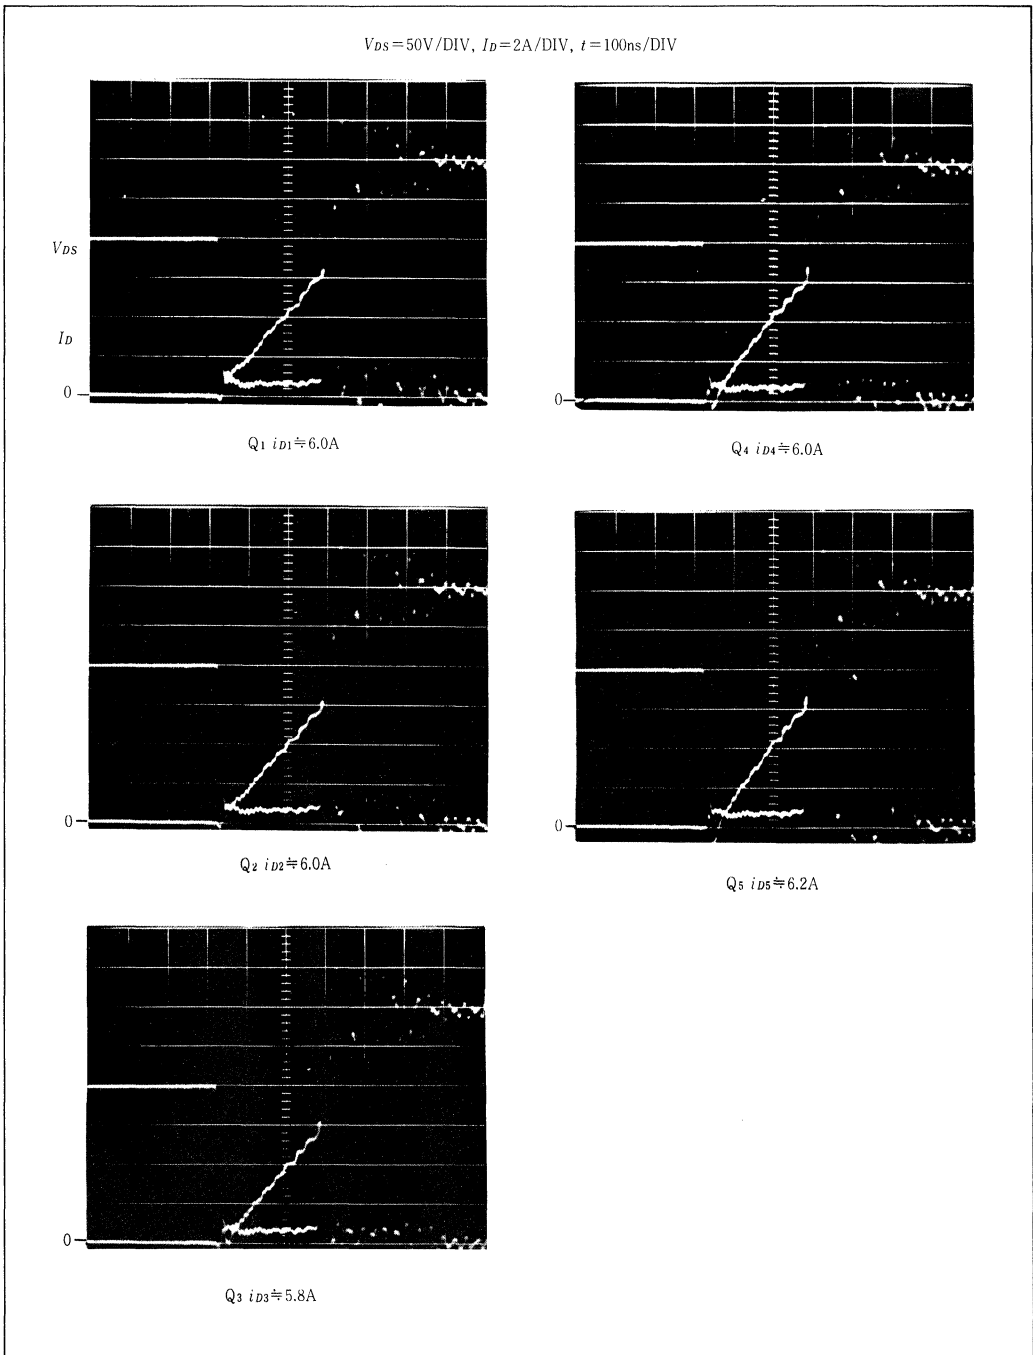 VDS=50V/DIV, ID=2A/DIV, t=100ns/DIV
VDS
ID
0
Q1 iD1≒6.0A
0
Q4 iD4≒6.0A
0
Q2 iD2≒6.0A
0
Q5 iD5≒6.2A
0
Q3 iD3≒5.8A